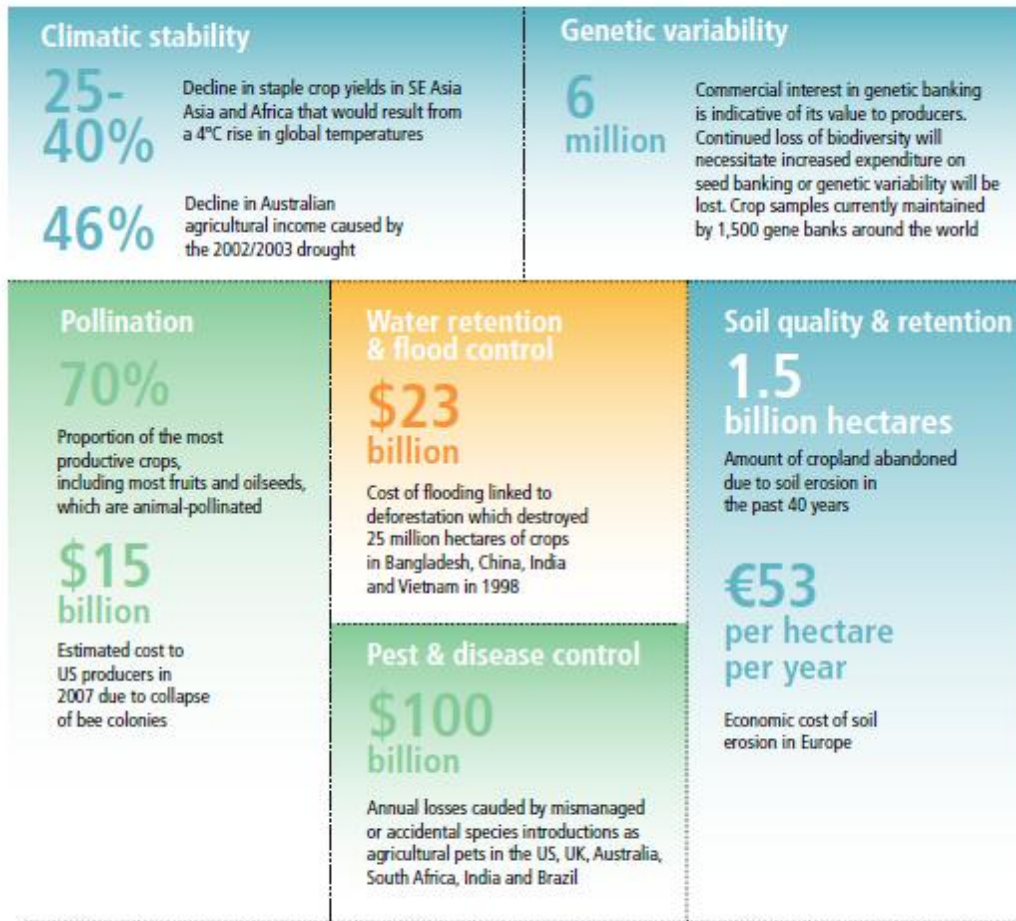 Climatic stability
25-
40%
Decline in staple crop yields in SE Asia
Asia and Africa that would result from
a 4°C rise in global temperatures
46%
Decline in Australian
agricultural income caused by
the 2002/2003 drought
Genetic variability
6
million
Commercial interest in genetic banking
is indicative of its value to producers.
Continued loss of biodiversity will
necessitate increased expenditure on
seed banking or genetic variability will be
lost. Crop samples currently maintained
by 1,500 gene banks around the world
Pollination
70%
Proportion of the most
productive crops,
including most fruits and oilseeds,
which are animal-pollinated
$15
billion
Estimated cost to
US producers in
2007 due to collapse
of bee colonies
Water retention
& flood control
$23
billion
Cost of flooding linked to
deforestation which destroyed
25 million hectares of crops
in Bangladesh, China, India
and Vietnam in 1998
Pest & disease control
$100
billion
Annual losses cauded by mismanaged
or accidental species introductions as
agricultural pets in the US, UK, Australia,
South Africa, India and Brazil
Soil quality & retention
1.5
billion hectares
Amount of cropland abandoned
due to soil erosion in
the past 40 years
€53
per hectare
per year
Economic cost of soil
erosion in Europe